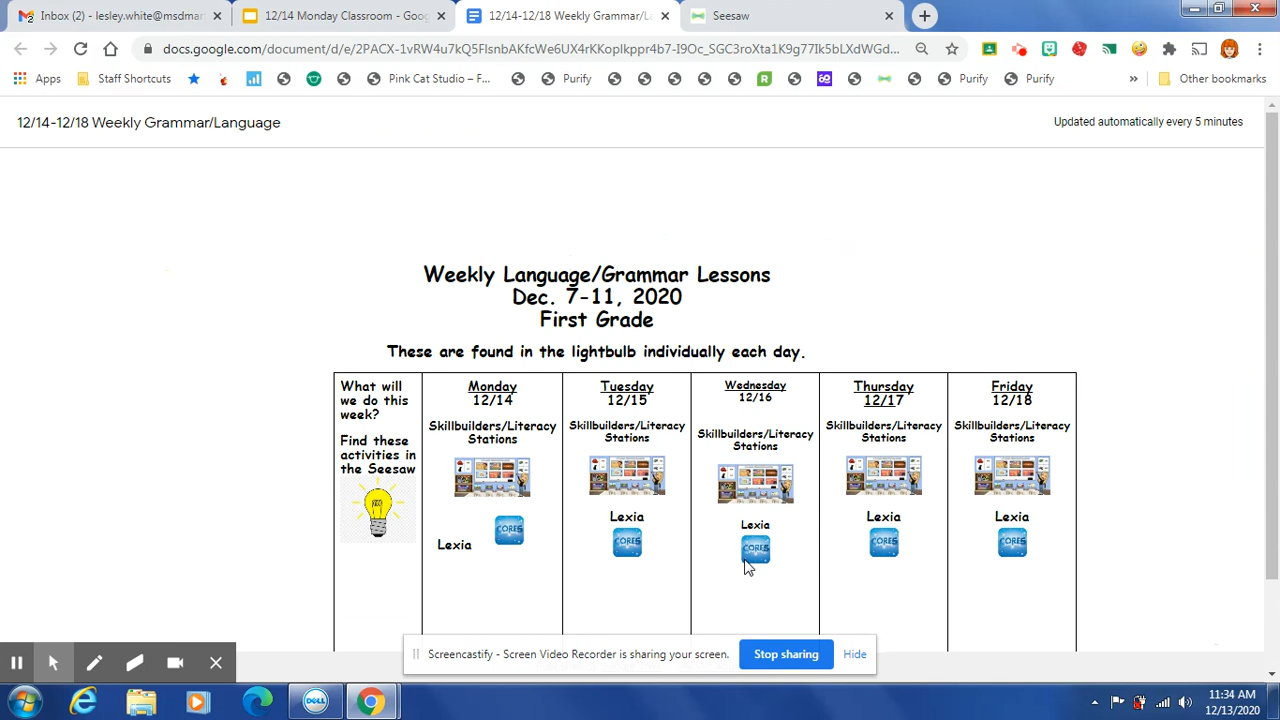 Inbox (2) - lesley.white@msdma
12/14 Monday Classroom - Goo
12/14-12/18 Weekly Grammar/La
Seesaw
docs.google.com/document/d/e/2PACX-1vRW4u7kQ5FIsnbAKfcWe6UX4rKKoplkppr4b7-I9Oc_SGC3roXta1K9g77Ik5bLXdWGd...
Apps
Staff Shortcuts
Pink Cat Studio – F...
Purify
Purify
Purify
»
Other bookmarks
12/14-12/18 Weekly Grammar/Language
Updated automatically every 5 minutes
Weekly Language/Grammar Lessons
Dec. 7-11, 2020
First Grade
These are found in the lightbulb individually each day.
What will
we do this
week?
Find these
activities in
the Seesaw
Monday
12/14
Skillbuilders/Literacy
Stations
CORE5
Lexia
Tuesday
12/15
Skillbuilders/Literacy
Stations
Lexia
CORE5
Wednesday
12/16
Skillbuilders/Literacy
Stations
Lexia
CORE5
Thursday
12/17
Skillbuilders/Literacy
Stations
Lexia
CORE5
Friday
12/18
Skillbuilders/Literacy
Stations
Lexia
CORE5
Screencastify - Screen Video Recorder is sharing your screen.
Stop sharing
Hide
DELL
11:34 AM
12/13/2020